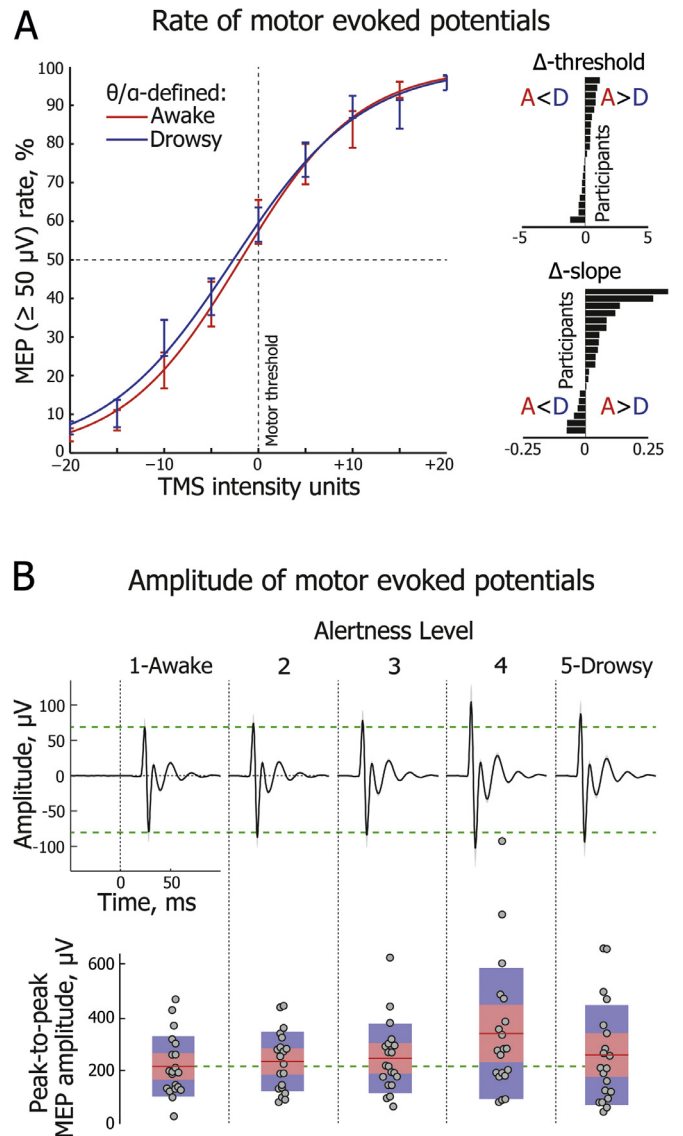 A
Rate of motor evoked potentials
MEP (≥ 50 µV) rate, %
100
90
80
70
60
50
40
30
20
10
0
θ/α-defined:
Awake
Drowsy
Motor threshold
−20
−10
0
+10
+20
TMS intensity units
Δ-threshold
A<D
A>D
Participants
-5
0
5
Δ-slope
Participants
A<D
A>D
-0.25
0
0.25
B
Amplitude of motor evoked potentials
Alertness Level
1-Awake
2
3
4
5-Drowsy
Amplitude, µV
100
50
0
-50
-100
0
50
Time, ms
Peak-to-peak
MEP amplitude, µV
600
400
200
0